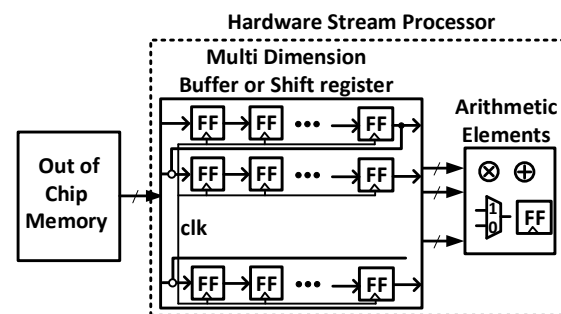 Hardware Stream Processor
Multi Dimension
Buffer or Shift register
Arithmetic
Elements
Out of
Chip
Memory
FF FF ••• FF
FF FF ••• FF
clk
FF FF ••• FF
1
0
FF